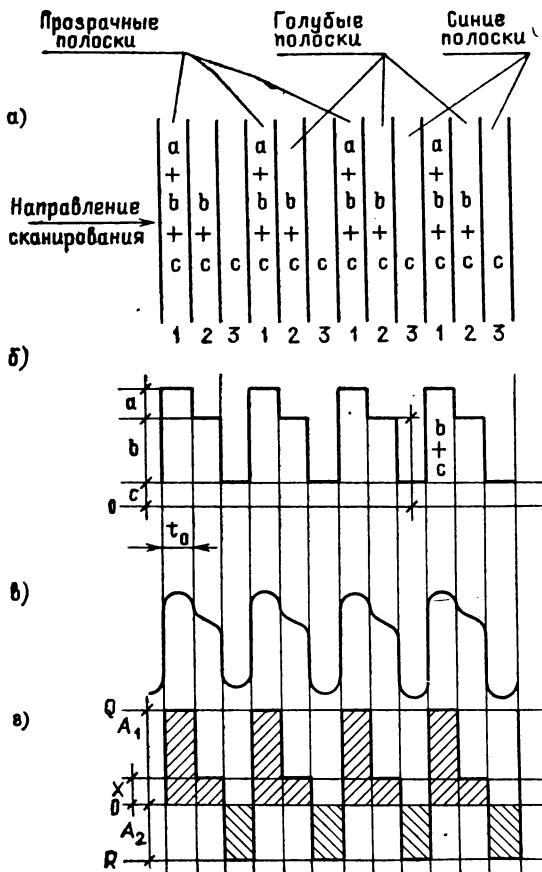 Прозрачные
полоски
Голубые
полоски
Синие
полоски
а)
Направление
сканирования
a + b + c
b + c
c
a + b + c
b + c
c
a + b + c
b + c
c
a + b + c
b + c
c
1 2 3 1 2 3 1 2 3 1 2 3
б)
a
b
c
0
b + c
t₀
в)
г)
Q
A₁
X
0
A₂
R